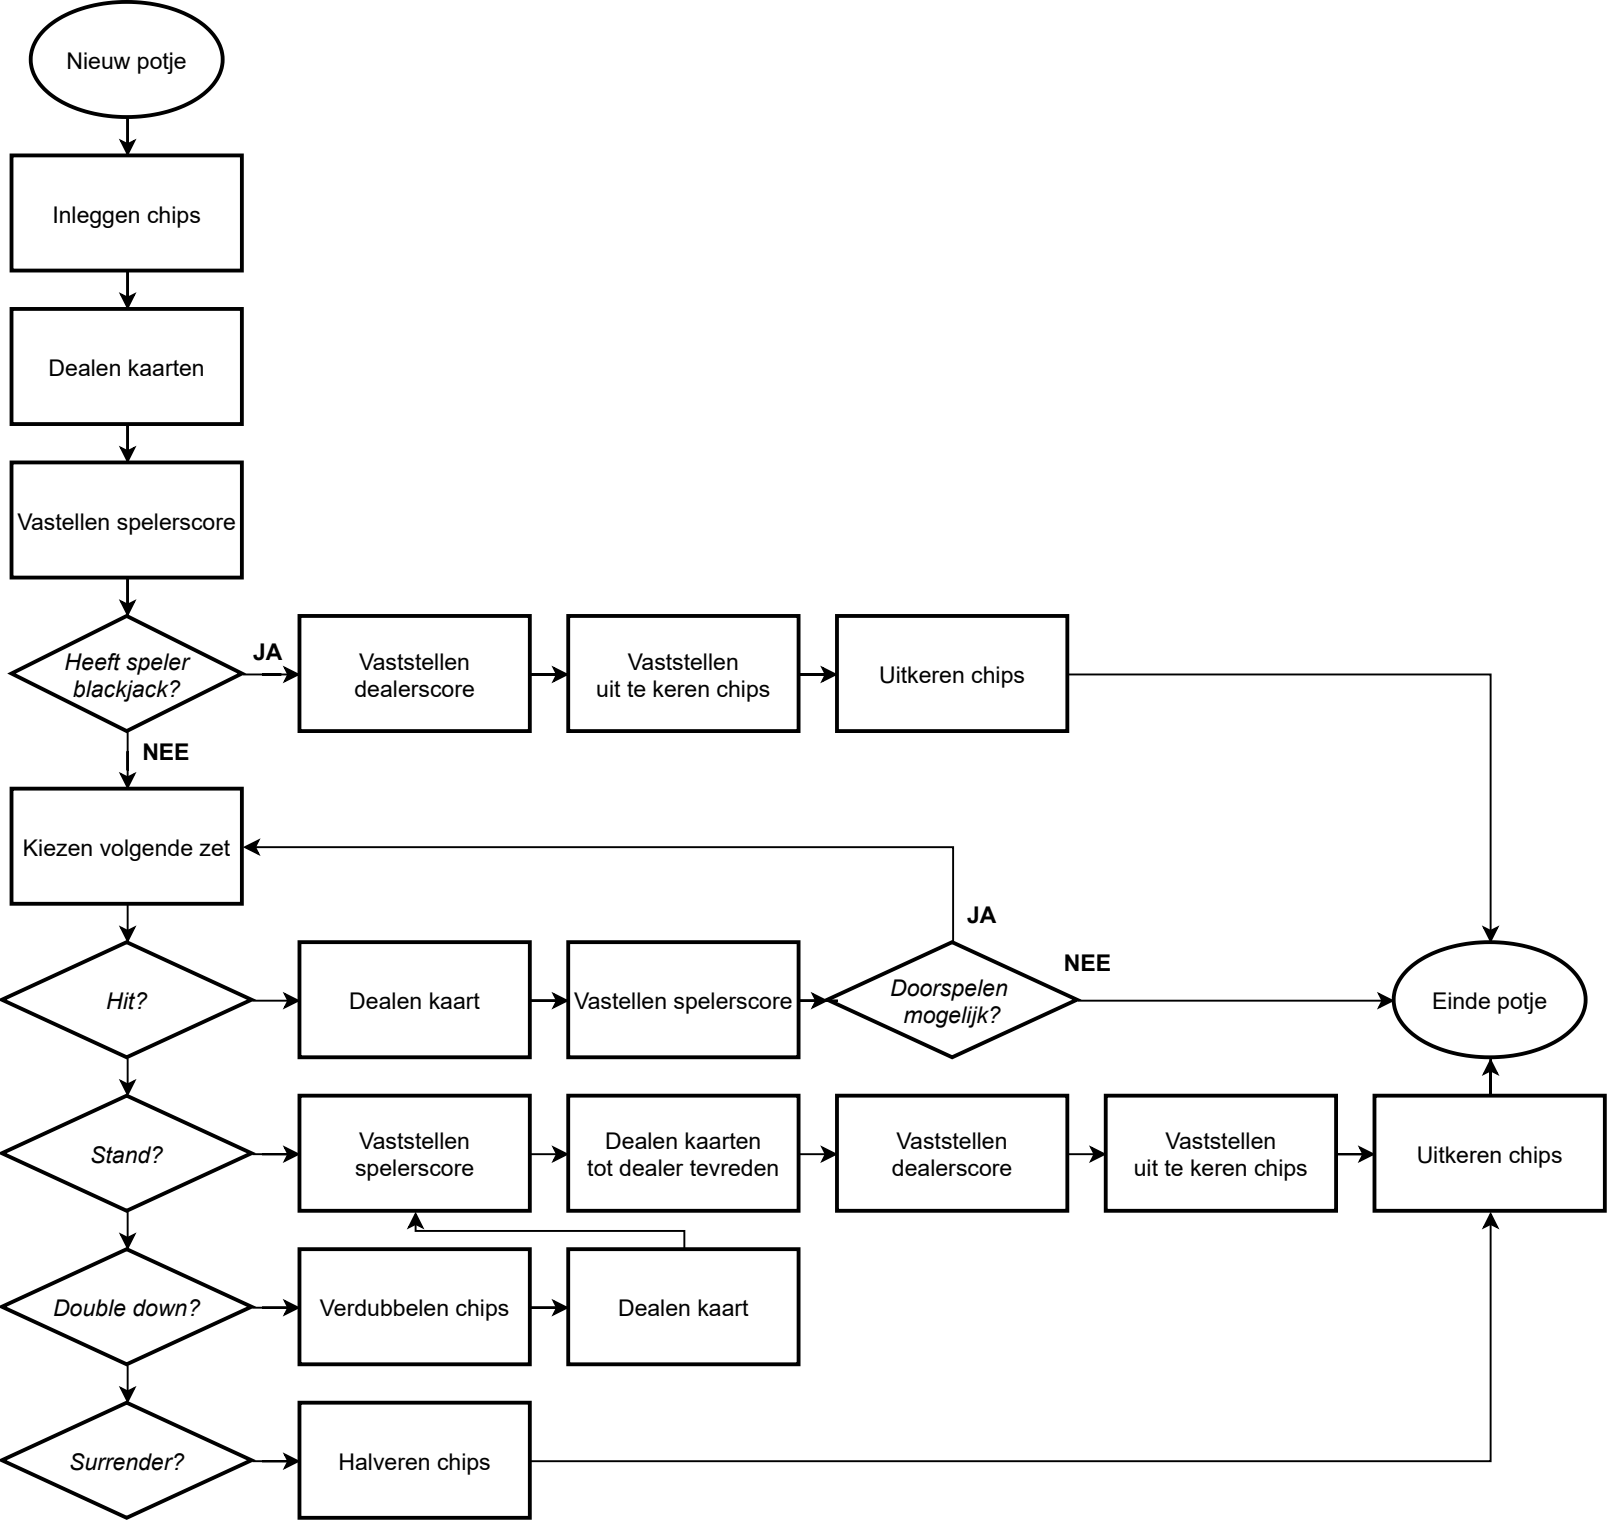 Nieuw potje
Inleggen chips
Dealen kaarten
Vastellen spelerscore
Heeft speler
blackjack?
JA
Vaststellen
dealerscore
Vaststellen
uit te keren chips
Uitkeren chips
NEE
Kiezen volgende zet
JA
Hit?
Dealen kaart
Vastellen spelerscore
Doorspelen
mogelijk?
NEE
Einde potje
Stand?
Vaststellen
spelerscore
Dealen kaarten
tot dealer tevreden
Vaststellen
dealerscore
Vaststellen
uit te keren chips
Uitkeren chips
Double down?
Verdubbelen chips
Dealen kaart
Surrender?
Halveren chips